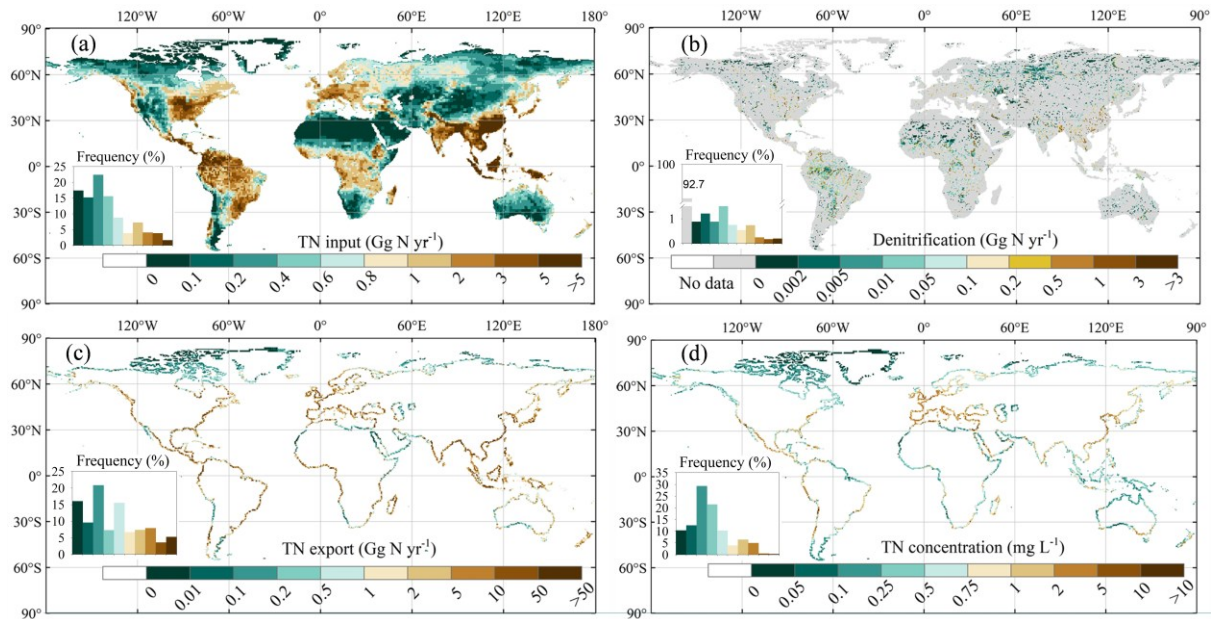 120°W 60°W 0° 60°E 120°E 180°
120°W 60°W 0° 60°E 120°E 90°
90° 60°N 30°N 0° 30°S 60°S 90°
(a)
Frequency (%)
25 20 15 10 5 0
TN input (Gg N yr⁻¹)
0 0.1 0.2 0.4 0.6 0.8 1 2 3 5 >5
90° 60°N 30°N 0° 30°S 60°S 90°
(b)
Frequency (%)
100
92.7
1
0
Denitrification (Gg N yr⁻¹)
No data 0 0.002 0.005 0.01 0.05 0.1 0.2 0.5 1 3 >3
120°W 60°W 0° 60°E 120°E 180°
120°W 60°W 0° 60°E 120°E 90°
90° 60°N 30°N 0° 30°S 60°S 90°
(c)
Frequency (%)
25 20 15 10 5 0
TN export (Gg N yr⁻¹)
0 0.01 0.1 0.2 0.5 1 2 5 10 50 >50
90° 60°N 30°N 0° 30°S 60°S 90°
(d)
Frequency (%)
35 30 25 20 15 10 5 0
TN concentration (mg L⁻¹)
0 0.05 0.1 0.25 0.5 0.75 1 2 5 10 >10